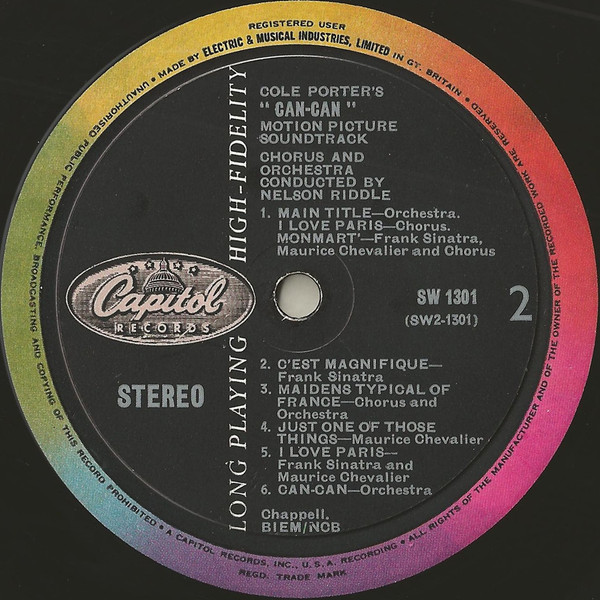 REGISTERED USER
• MADE BY ELECTRIC & MUSICAL INDUSTRIES, LIMITED IN GT. BRITAIN •
UNAUTHORISED PUBLIC PERFORMANCE, BROADCASTING AND COPYING OF THIS RECORD PROHIBITED •
ALL RIGHTS OF THE MANUFACTURER AND OF THE OWNER OF THE RECORDED WORK ARE RESERVED
• A CAPITOL RECORDS, INC., U.S.A. RECORDING •
REGD. TRADE MARK
LONG PLAYING HIGH-FIDELITY
COLE PORTER'S
" CAN-CAN "
MOTION PICTURE
SOUNDTRACK
CHORUS AND
ORCHESTRA
CONDUCTED BY
NELSON RIDDLE
1. MAIN TITLE—Orchestra.
I LOVE PARIS—Chorus.
MONMART'—Frank Sinatra,
Maurice Chevalier and Chorus
Capitol
RECORDS
SW 1301
(SW2-1301)
2
STEREO
2. C'EST MAGNIFIQUE—
Frank Sinatra
3. MAIDENS TYPICAL OF
FRANCE—Chorus and
Orchestra
4. JUST ONE OF THOSE
THINGS—Maurice Chevalier
5. I LOVE PARIS—
Frank Sinatra and
Maurice Chevalier
6. CAN-CAN—Orchestra
Chappell.
BIEM/NCB